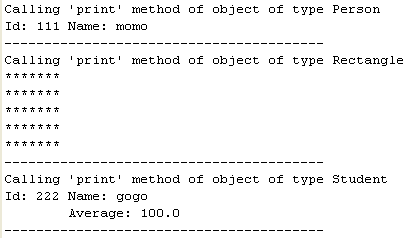 Calling 'print' method of object of type Person
Id: 111 Name: momo
----------------------------------------
Calling 'print' method of object of type Rectangle
*******
*******
*******
*******
*******
----------------------------------------
Calling 'print' method of object of type Student
Id: 222 Name: gogo
        Average: 100.0
----------------------------------------